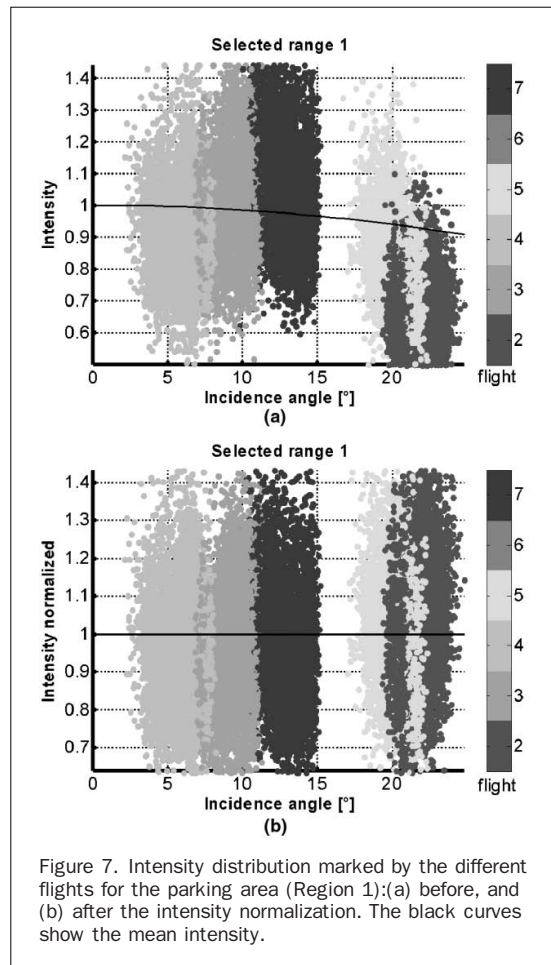 Selected range 1
1.4
1.3
1.2
1.1
1
0.9
0.8
0.7
0.6
Intensity
0 5 10 15 20
Incidence angle [°]
(a)
7
6
5
4
3
2
flight
Selected range 1
1.4
1.3
1.2
1.1
1
0.9
0.8
0.7
Intensity normalized
0 5 10 15 20
Incidence angle [°]
(b)
7
6
5
4
3
2
flight
Figure 7. Intensity distribution marked by the different
flights for the parking area (Region 1):(a) before, and
(b) after the intensity normalization. The black curves
show the mean intensity.